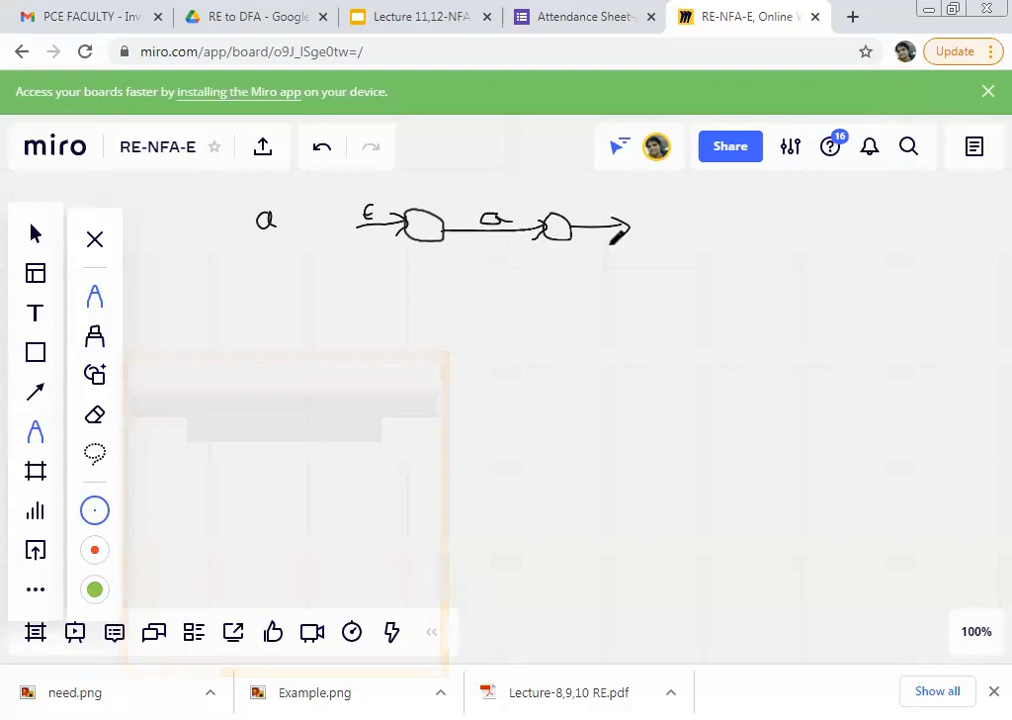 PCE FACULTY - Inv
RE to DFA - Google
Lecture 11,12-NFA
Attendance Sheet-
RE-NFA-E, Online W
miro.com/app/board/o9J_lSge0tw=/
Update
Access your boards faster by installing the Miro app on your device.
miro
RE-NFA-E
Share
16
a
ε
a
100%
need.png
Example.png
Lecture-8,9,10 RE.pdf
Show all